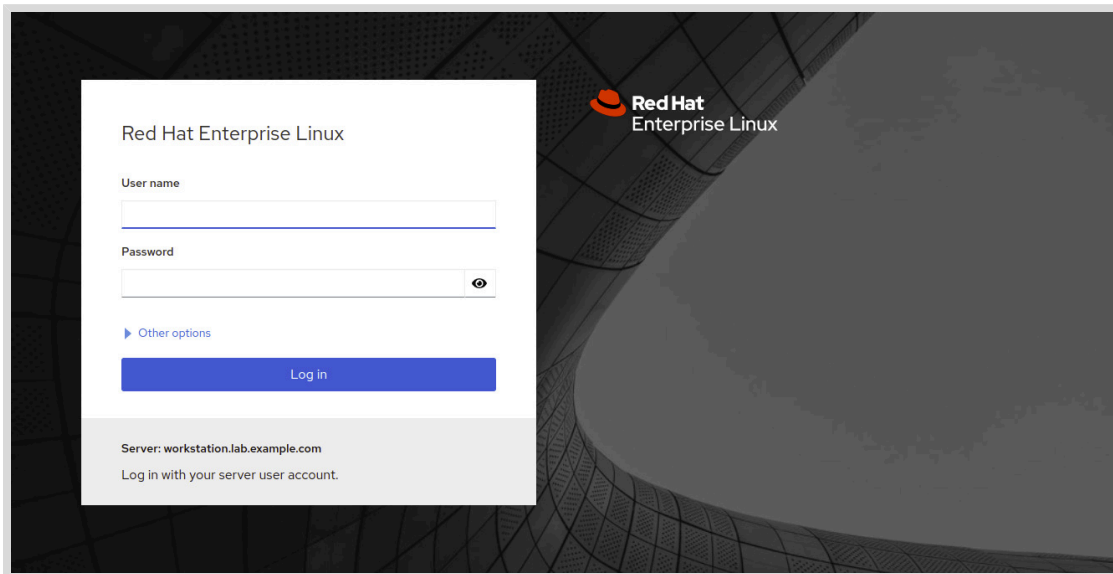 Red Hat Enterprise Linux
User name
Password
Other options
Log in
Server: workstation.lab.example.com
Log in with your server user account.
Red Hat
Enterprise Linux